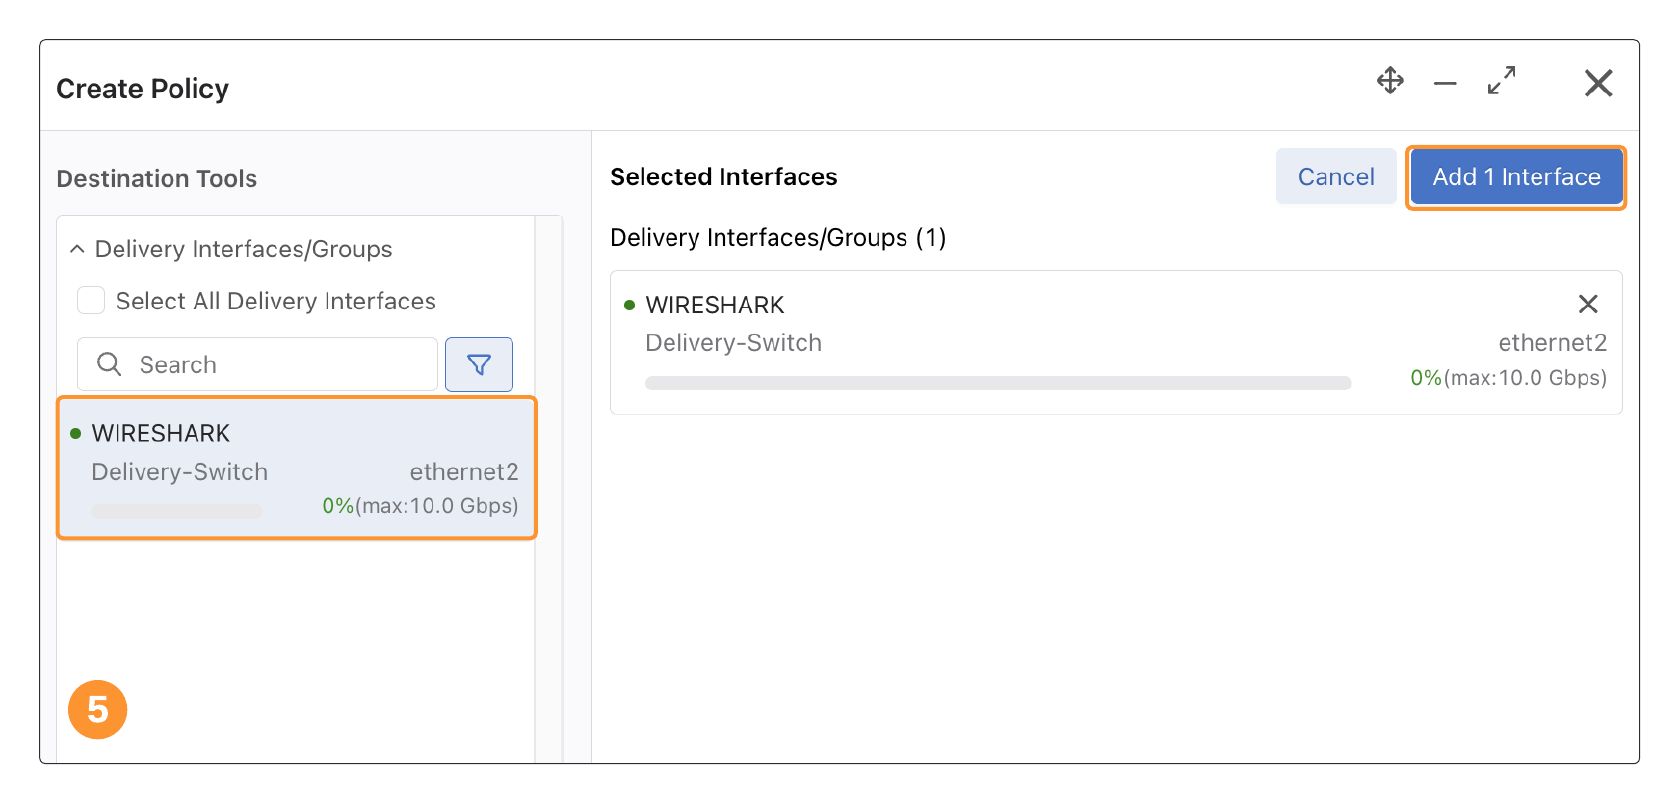 Create Policy
Destination Tools
Delivery Interfaces/Groups
Select All Delivery Interfaces
Search
WIRESHARK
Delivery-Switch ethernet2
0%(max:10.0 Gbps)
5
Selected Interfaces
Cancel
Add 1 Interface
Delivery Interfaces/Groups (1)
WIRESHARK
Delivery-Switch ethernet2
0%(max:10.0 Gbps)